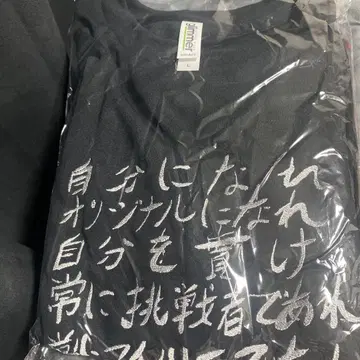 glimmer
L
自分になれ
オリジナルになれ
自分を貫け
常に挑戦者であれ